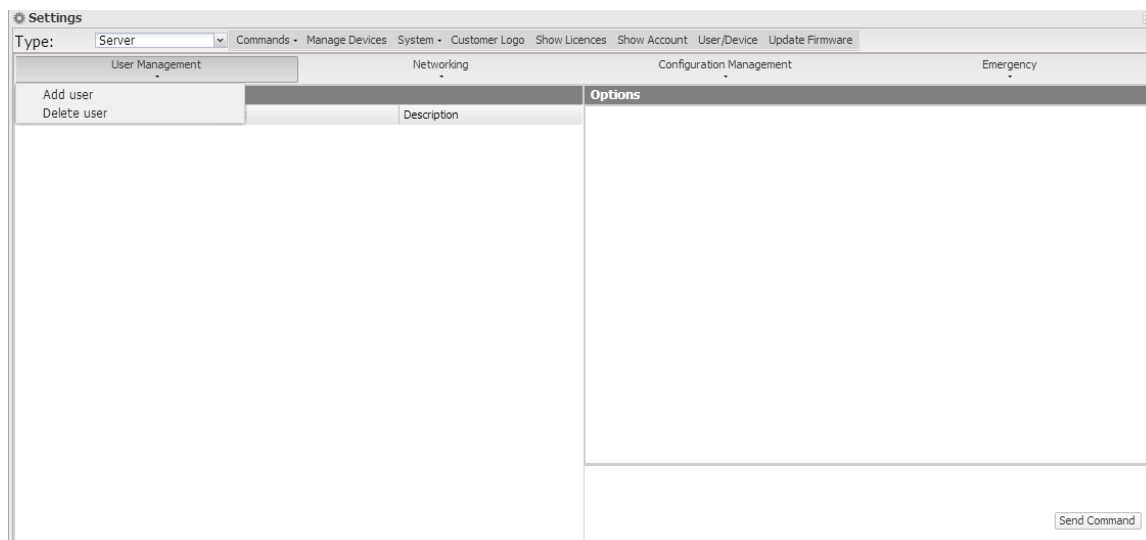 Settings
Type: Server Commands Manage Devices System Customer Logo Show Licences Show Account User/Device Update Firmware
User Management Networking Configuration Management Emergency
Add user
Delete user
Options
Description
Send Command